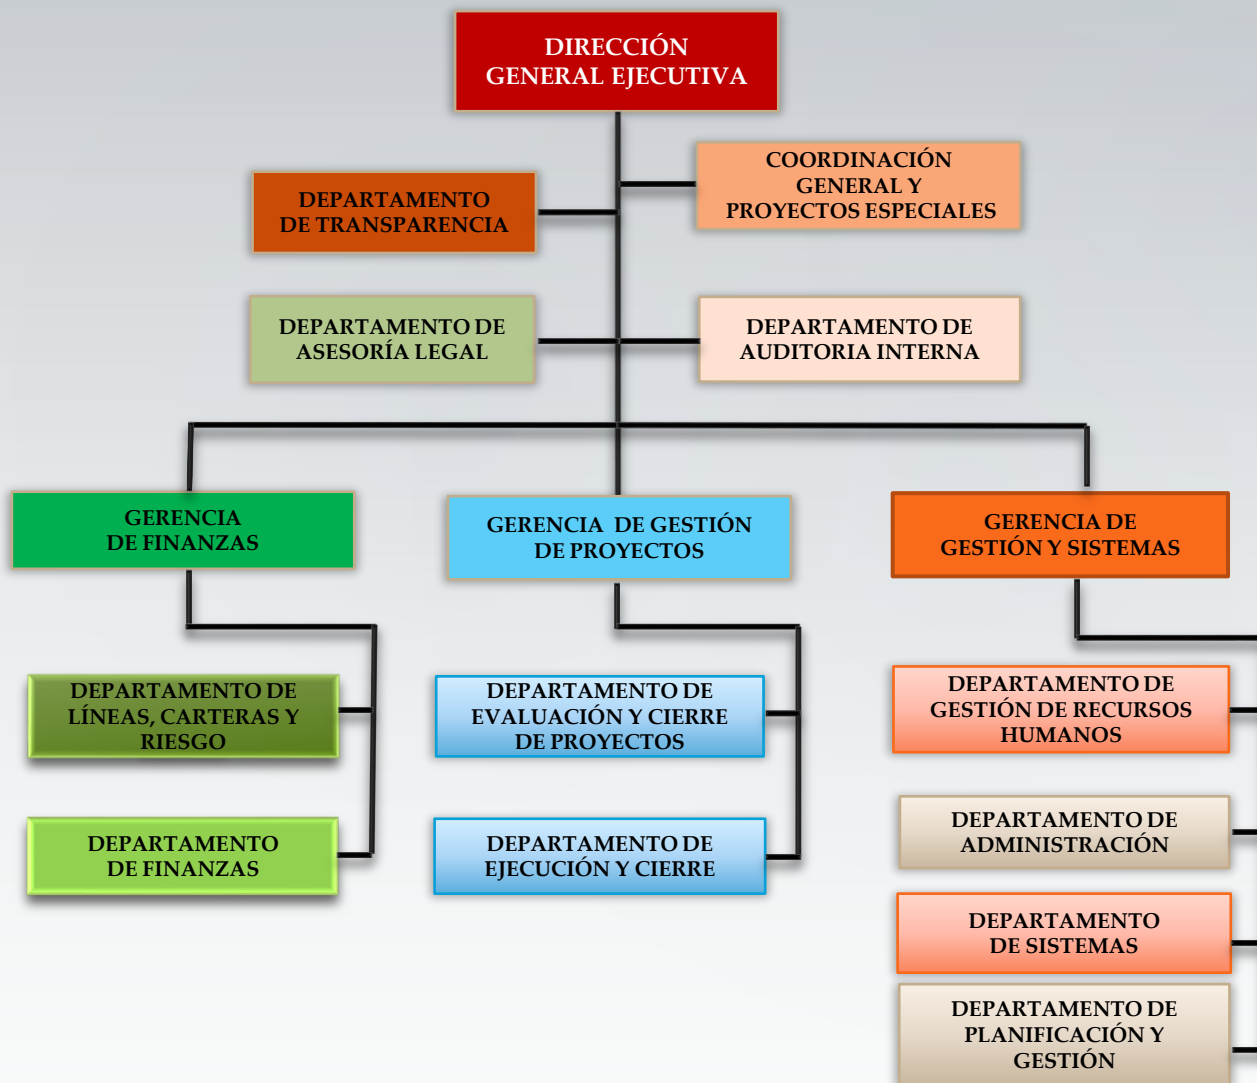 DIRECCIÓN
GENERAL EJECUTIVA
COORDINACIÓN
GENERAL Y
PROYECTOS ESPECIALES
DEPARTAMENTO
DE TRANSPARENCIA
DEPARTAMENTO DE
ASESORÍA LEGAL
DEPARTAMENTO DE
AUDITORIA INTERNA
GERENCIA
DE FINANZAS
GERENCIA DE GESTIÓN
DE PROYECTOS
GERENCIA DE
GESTIÓN Y SISTEMAS
DEPARTAMENTO DE
LÍNEAS, CARTERAS Y
RIESGO
DEPARTAMENTO DE
EVALUACIÓN Y CIERRE
DE PROYECTOS
DEPARTAMENTO DE
GESTIÓN DE RECURSOS
HUMANOS
DEPARTAMENTO
DE FINANZAS
DEPARTAMENTO DE
EJECUCIÓN Y CIERRE
DEPARTAMENTO DE
ADMINISTRACIÓN
DEPARTAMENTO
DE SISTEMAS
DEPARTAMENTO DE
PLANIFICACIÓN Y
GESTIÓN